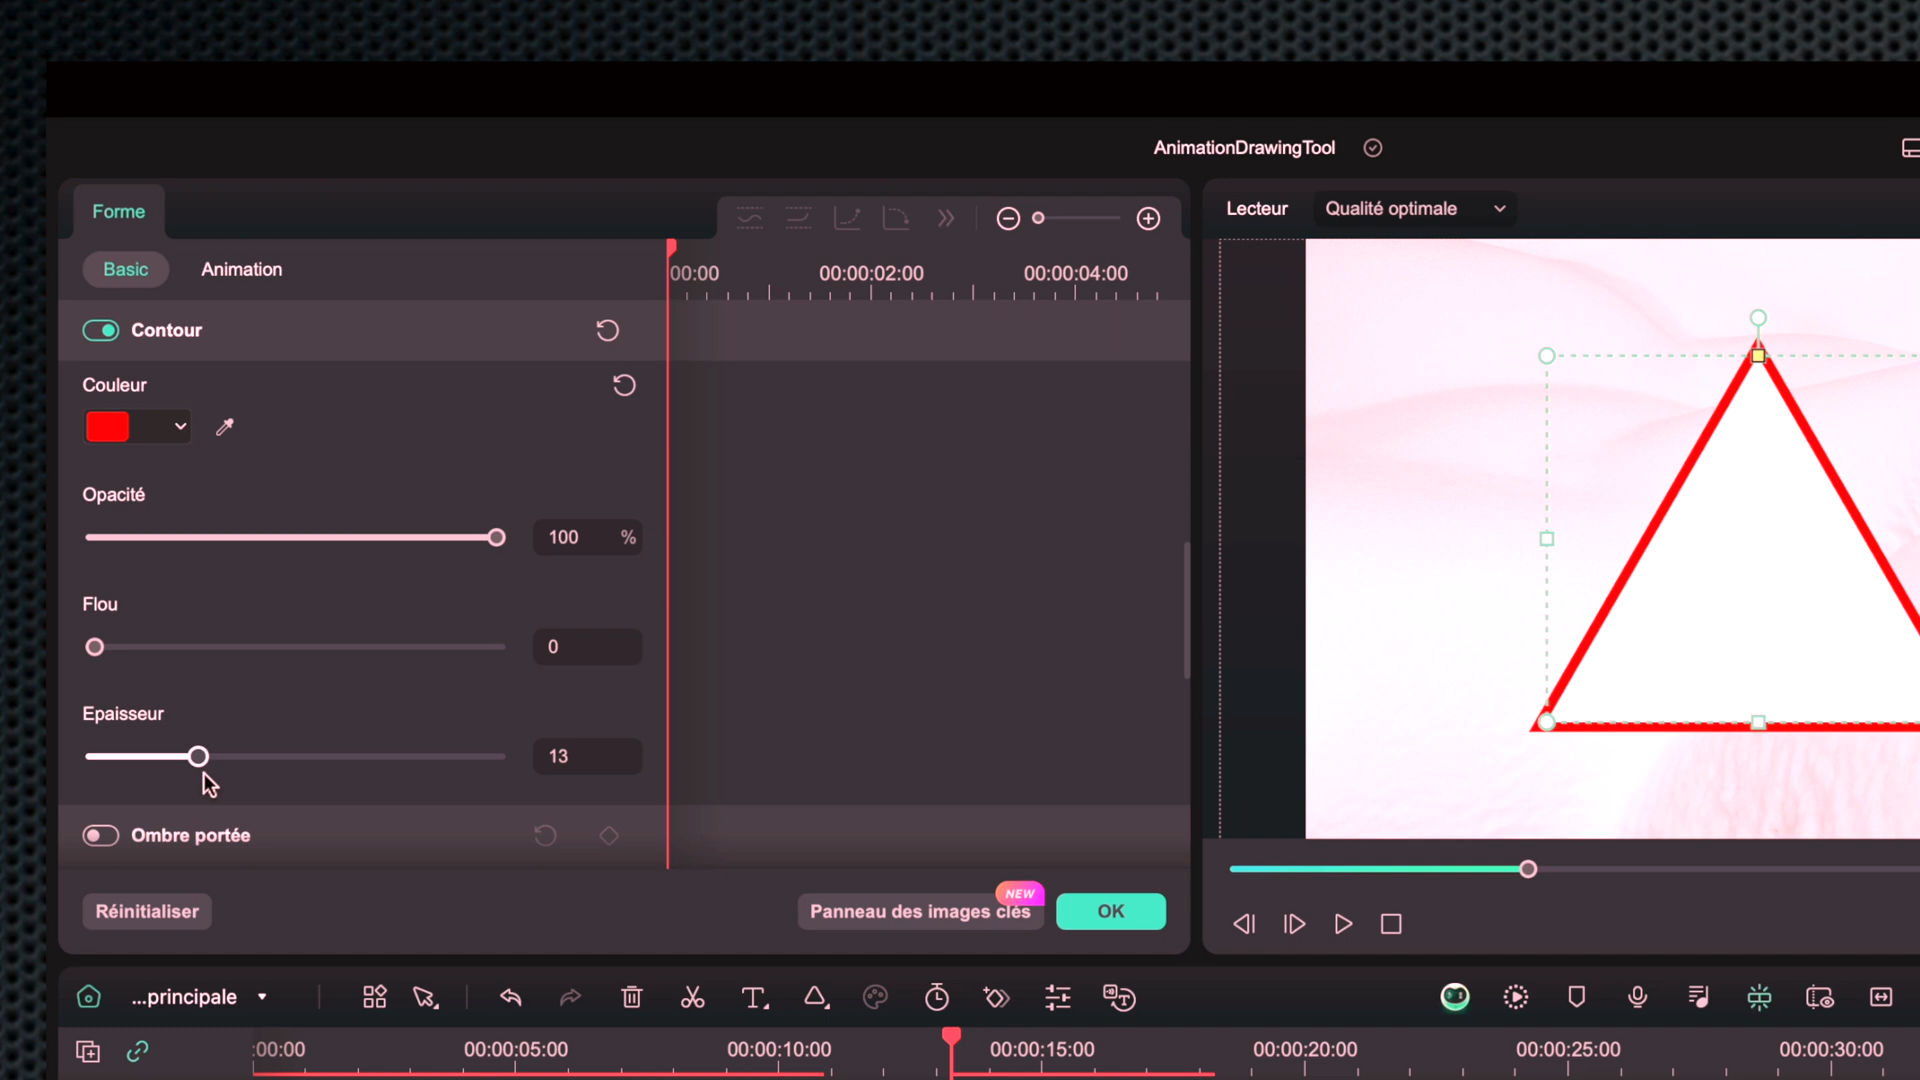 AnimationDrawingTool
Forme
Lecteur
Qualité optimale
Basic
Animation
00:00
00:00:02:00
00:00:04:00
Contour
Couleur
Opacité
100 %
Flou
0
Epaisseur
13
Ombre portée
Réinitialiser
Panneau des images clés
NEW
OK
...principale
:00:00
00:00:05:00
00:00:10:00
00:00:15:00
00:00:20:00
00:00:25:00
00:00:30:00